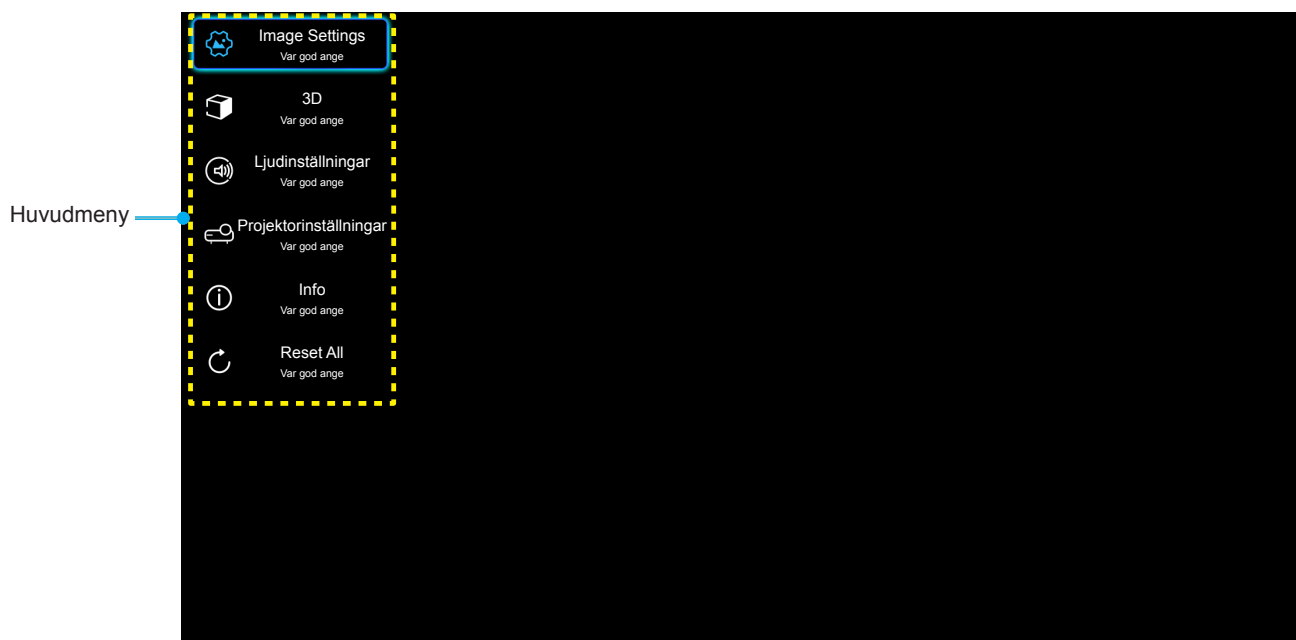 Image Settings
Var god ange
3D
Var god ange
Ljudinställningar
Var god ange
Huvudmeny
Projektorinställningar
Var god ange
Info
Var god ange
Reset All
Var god ange